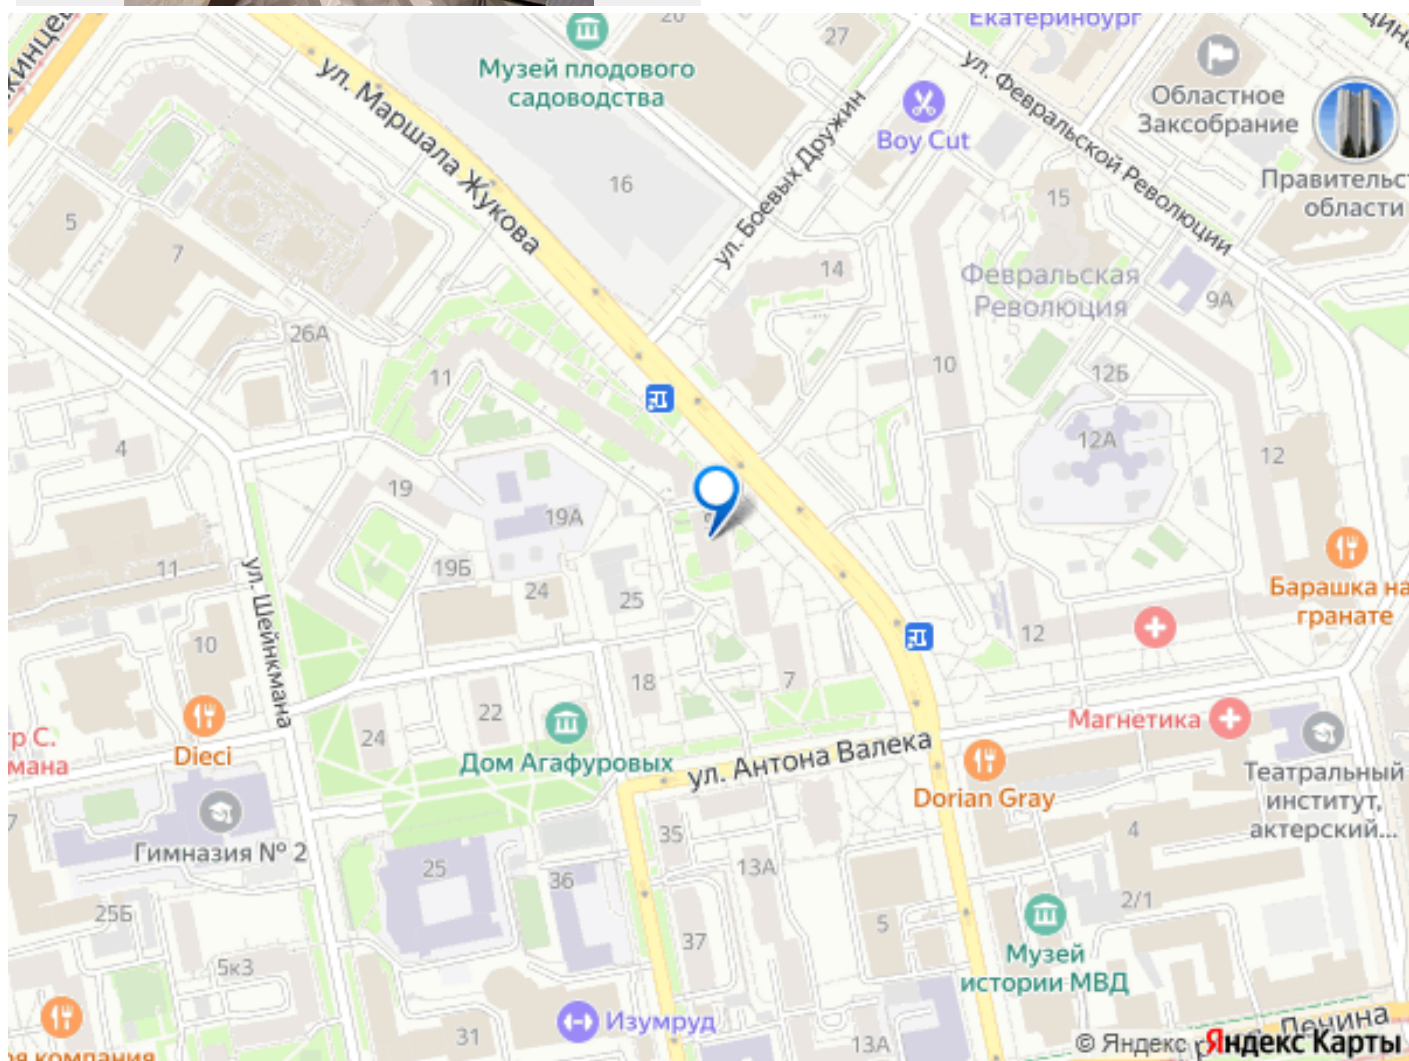 Екатеринбург
20
27
Музей плодового
садоводства
ул. Маршала Жукова
16
Boy Cut
ул. Боевых Дружин
ул. Февральской Революции
Областное
Заксобрание
области
15
5
7
14
Февральская
Революция
9А
26А
11
10
12Б
4
12А
12
19
19А
9
11
19Б
24
25
Барашка на
гранате
ул. Шейнкмана
10
12
18
7
22
24
Dieci
Дом Агафуровых
ул. Антона Валека
Магнетика
Dorian Gray
Театральный
институт,
актерский...
Гимназия № 2
35
4
25
36
13А
2/1
25Б
5
37
5к3
Музей
истории МВД
31
Изумруд
13А
Ленина
компания
© Яндекс Яндекс Карты